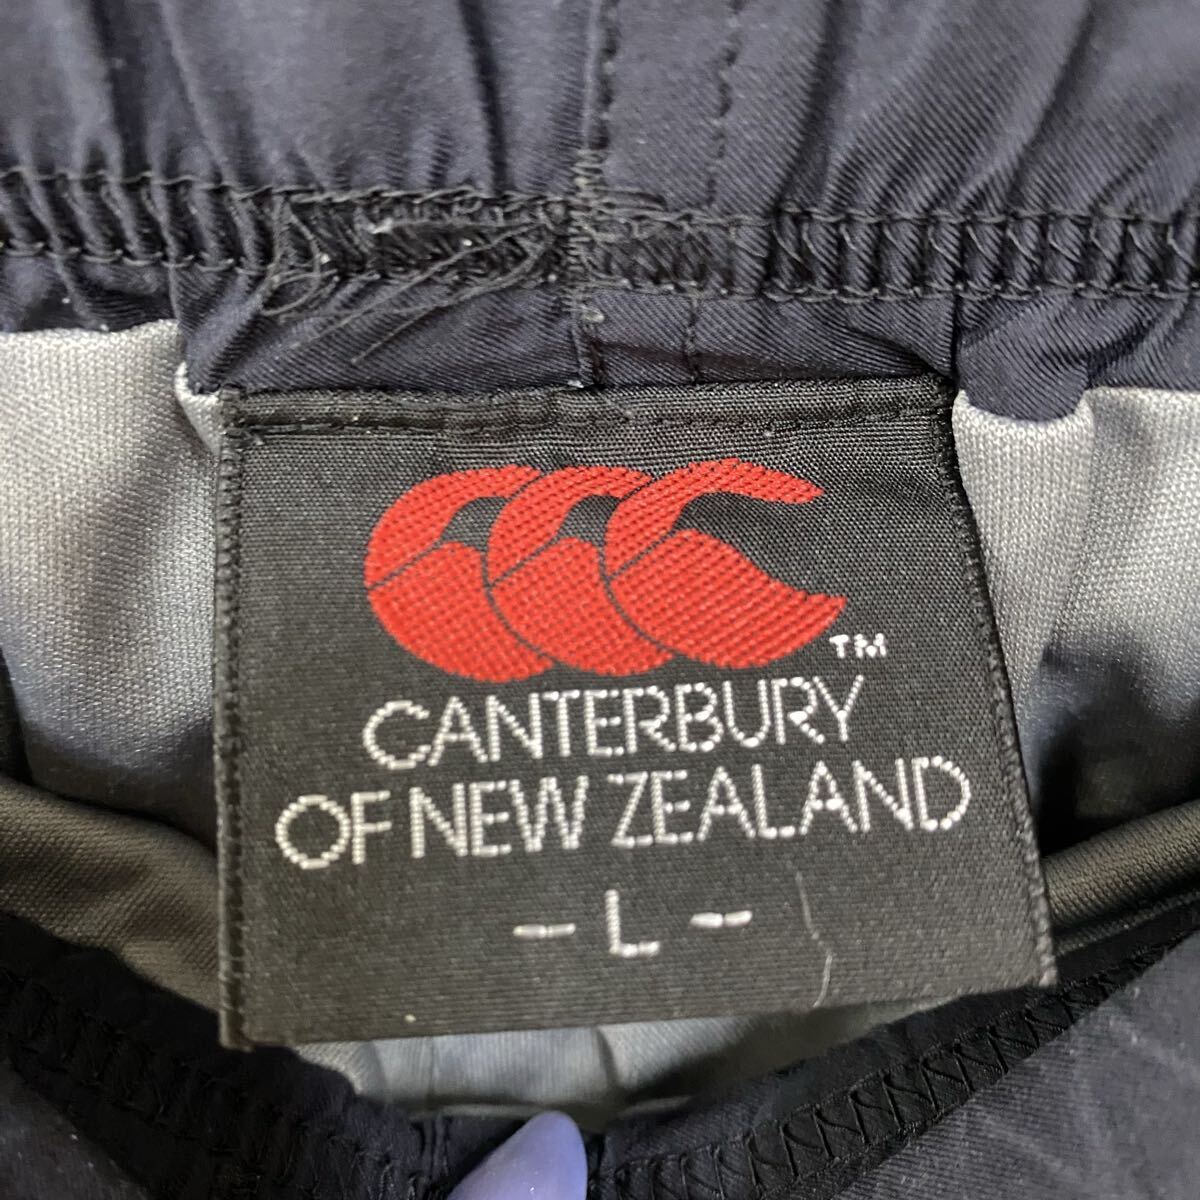 TM
CANTERBURY
OF NEW ZEALAND
- L -